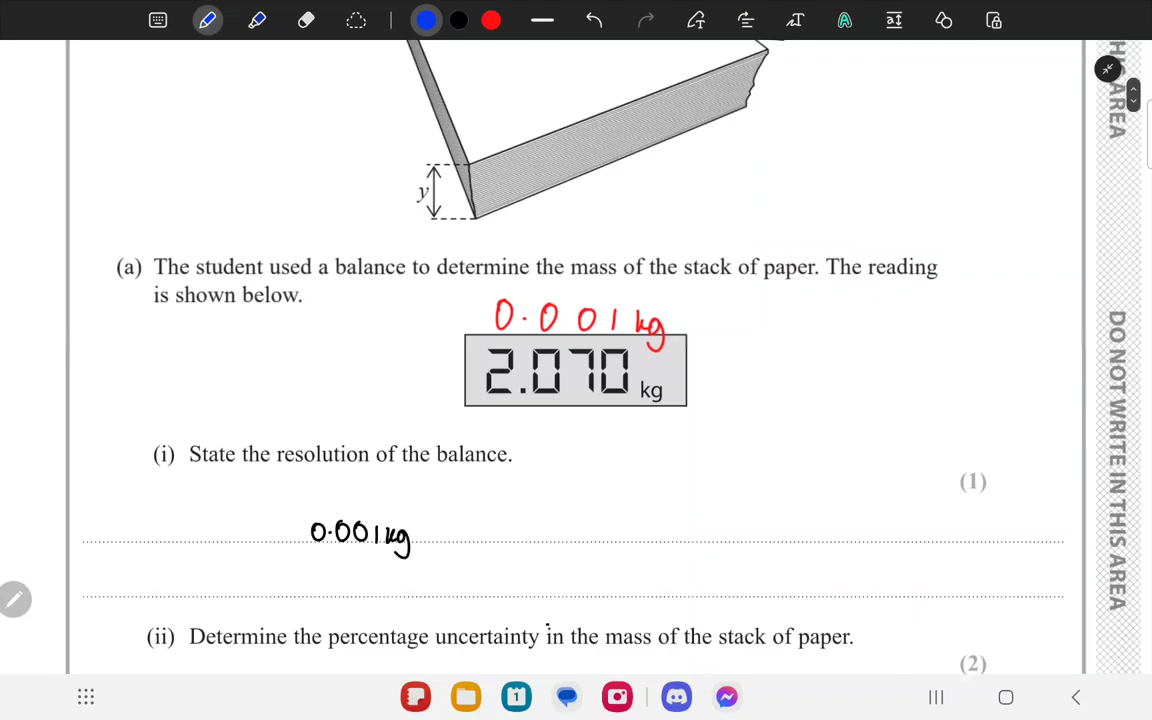 y
(a) The student used a balance to determine the mass of the stack of paper. The reading
is shown below.
0.001 kg
2.070 kg
(i) State the resolution of the balance.
(1)
0.001 kg
(ii) Determine the percentage uncertainty in the mass of the stack of paper.
(2)
HIS AREA
DO NOT WRITE IN THIS AREA